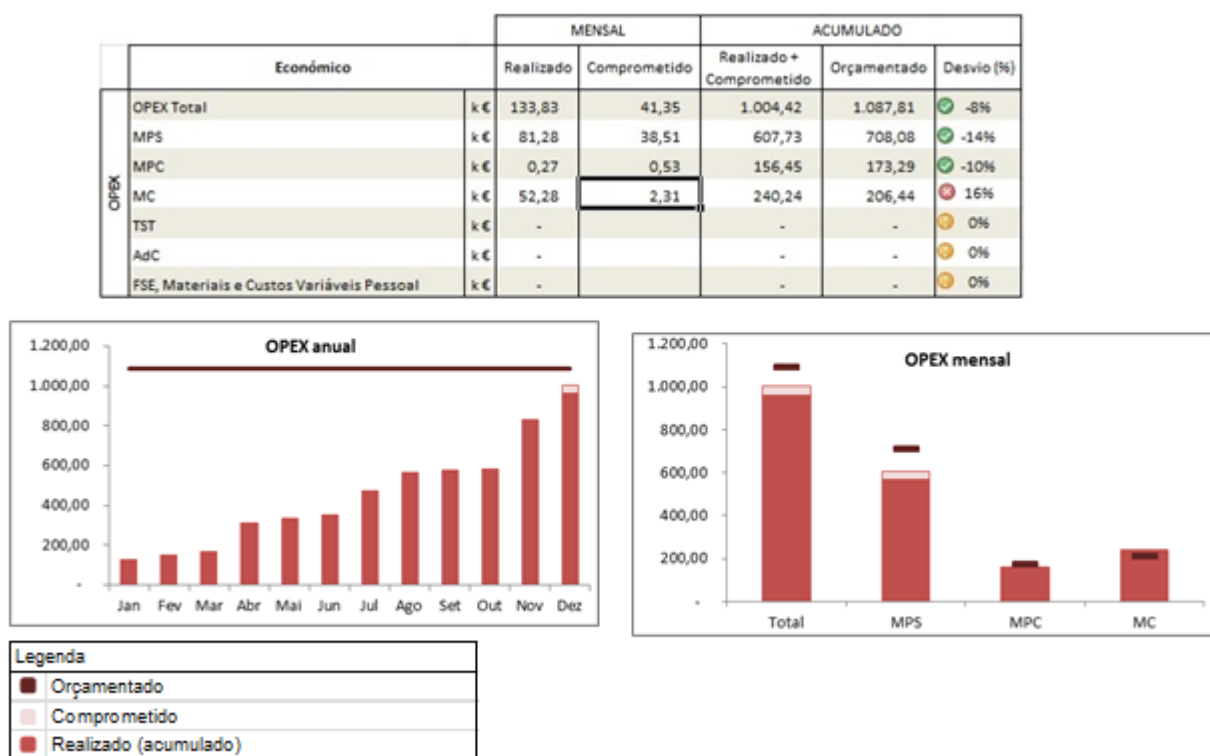 MENSAL ACUMULADO
Económico Realizado Comprometido Realizado + Comprometido Orçamentado Desvio (%)
OPEX
OPEX Total k € 133,83 41,35 1.004,42 1.087,81 -8%
MPS k € 81,28 38,51 607,73 708,08 -14%
MPC k € 0,27 0,53 156,45 173,29 -10%
MC k € 52,28 2,31 240,24 206,44 16%
TST k € - - - 0%
AdC k € - - - 0%
FSE, Materiais e Custos Variáveis Pessoal k € - - - 0%
OPEX anual
1.200,00
1.000,00
800,00
600,00
400,00
200,00
-
Jan Fev Mar Abr Mai Jun Jul Ago Set Out Nov Dez
OPEX mensal
1.200,00
1.000,00
800,00
600,00
400,00
200,00
-
Total MPS MPC MC
Legenda
Orçamentado
Comprometido
Realizado (acumulado)